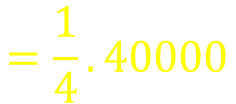 = 1/4 . 40000